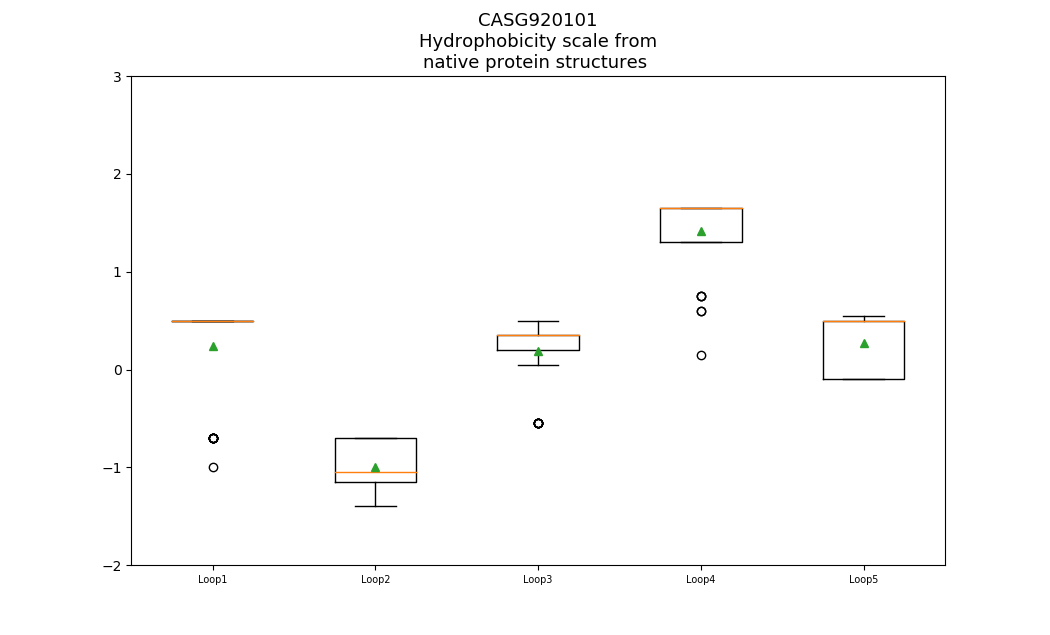 CASG920101
Hydrophobicity scale from
native protein structures
3
2
1
0
−1
−2
Loop1 Loop2 Loop3 Loop4 Loop5